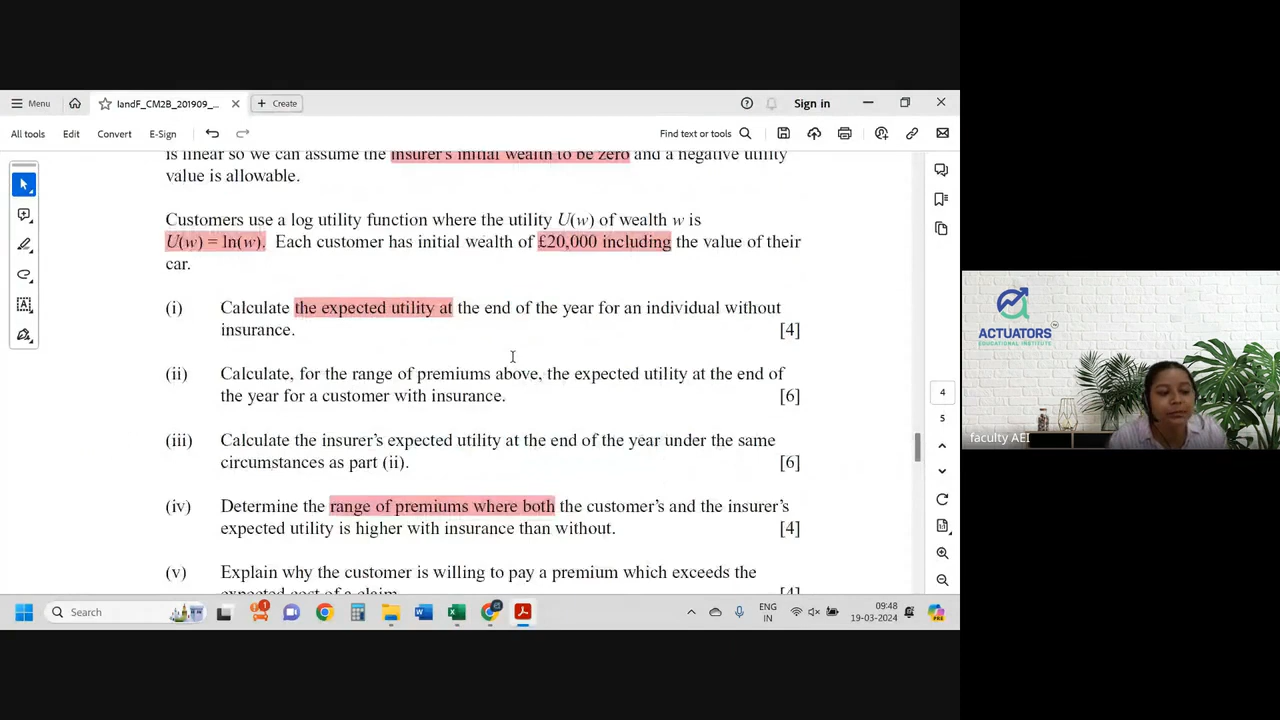 Menu
IandF_CM2B_201909_...
Create
Sign in
All tools
Edit
Convert
E-Sign
Find text or tools
is linear so we can assume the insurer's initial wealth to be zero and a negative utility
value is allowable.
Customers use a log utility function where the utility U(w) of wealth w is
U(w) = ln(w). Each customer has initial wealth of £20,000 including the value of their
car.
(i) Calculate the expected utility at the end of the year for an individual without
insurance. [4]
(ii) Calculate, for the range of premiums above, the expected utility at the end of
the year for a customer with insurance. [6]
(iii) Calculate the insurer's expected utility at the end of the year under the same
circumstances as part (ii). [6]
(iv) Determine the range of premiums where both the customer's and the insurer's
expected utility is higher with insurance than without. [4]
(v) Explain why the customer is willing to pay a premium which exceeds the
expected cost of a claim. [4]
4
5
Search
ENG
IN
09:48
19-03-2024
ACTUATORS
EDUCATIONAL INSTITUTE
faculty AEI